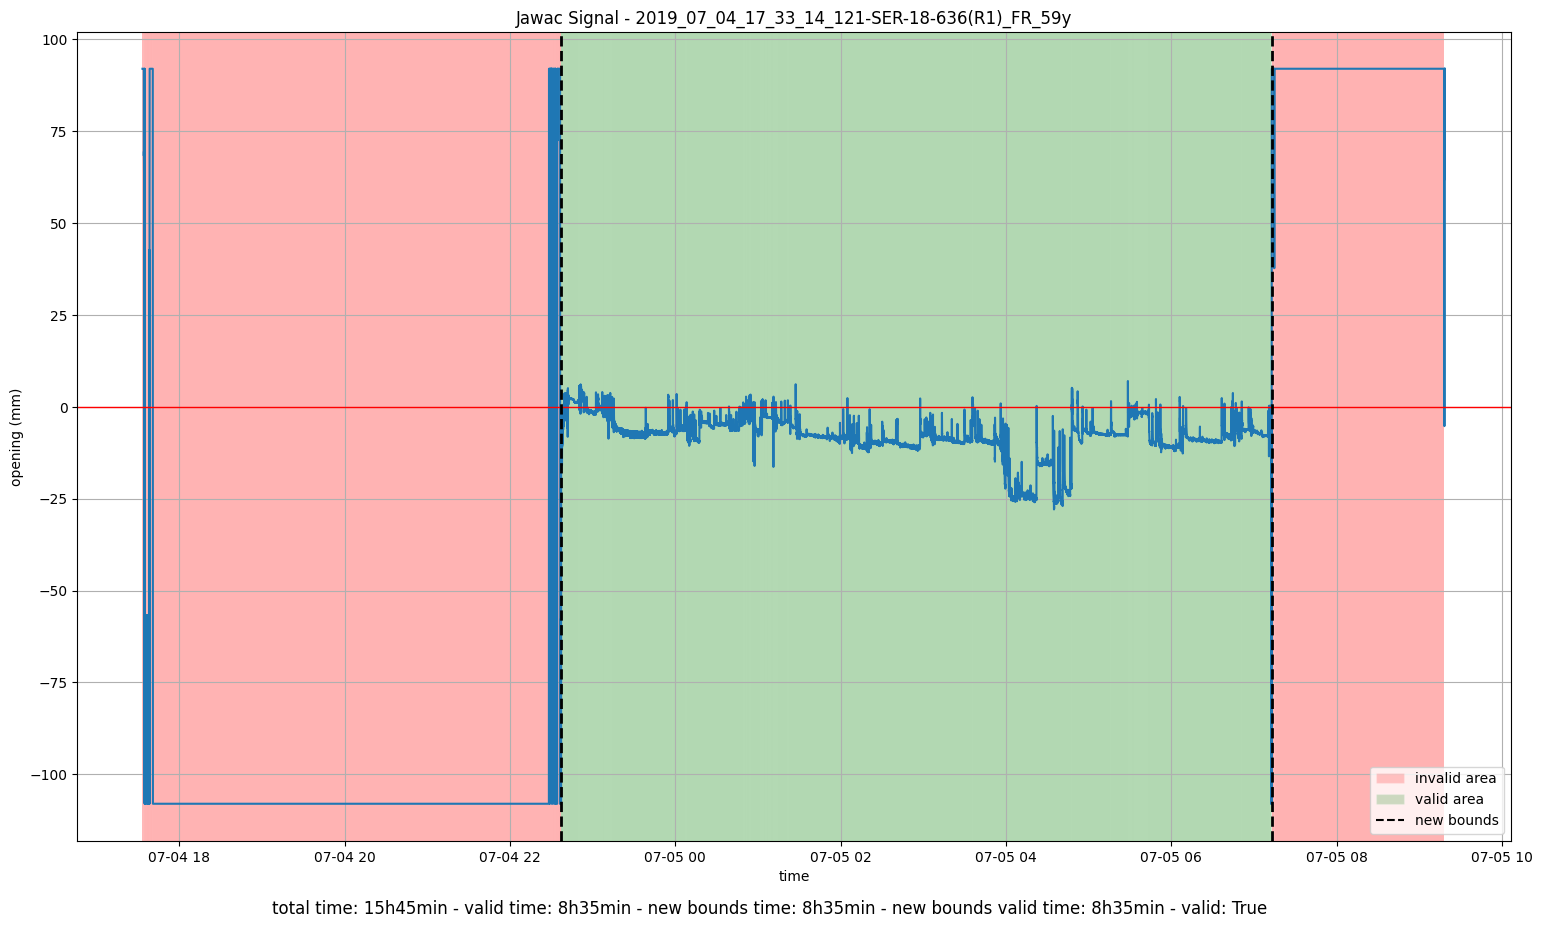 Jawac Signal - 2019_07_04_17_33_14_121-SER-18-636(R1)_FR_59y
100
75
50
25
0
−25
−50
−75
−100
opening (mm)
07-04 18
07-04 20
07-04 22
07-05 00
07-05 02
07-05 04
07-05 06
07-05 08
07-05 10
time
invalid area
valid area
new bounds
total time: 15h45min - valid time: 8h35min - new bounds time: 8h35min - new bounds valid time: 8h35min - valid: True